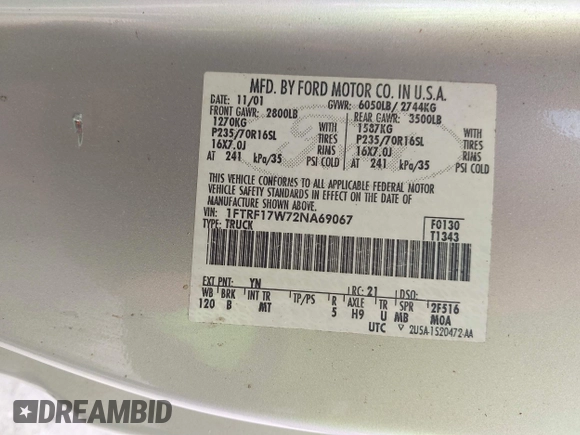 MFD. BY FORD MOTOR CO. IN U.S.A.
DATE: 11/01 GVWR: 6050LB/ 2744KG
FRONT GAWR: 2800LB REAR GAWR: 3500LB
1270KG WITH 1587KG WITH
P235/70R16SL TIRES P235/70R16SL TIRES
16X7.0J RIMS 16X7.0J RIMS
AT 241 kPa/35 PSI COLD AT 241 kPa/35 PSI COLD
THIS VEHICLE CONFORMS TO ALL APPLICABLE FEDERAL MOTOR
VEHICLE SAFETY STANDARDS IN EFFECT ON THE DATE OF
MANUFACTURE SHOWN ABOVE.
VIN: 1FTRF17W72NA69067 F0130
TYPE: TRUCK T1343
EXT PNT: YN RC: 21 DSO:
WB BRK INT TR TP/PS R AXLE TR SPR 2F516
120 B MT 5 H9 U MB M0A
UTC ▽ 2U5A-1520472-AA
DREAMBID